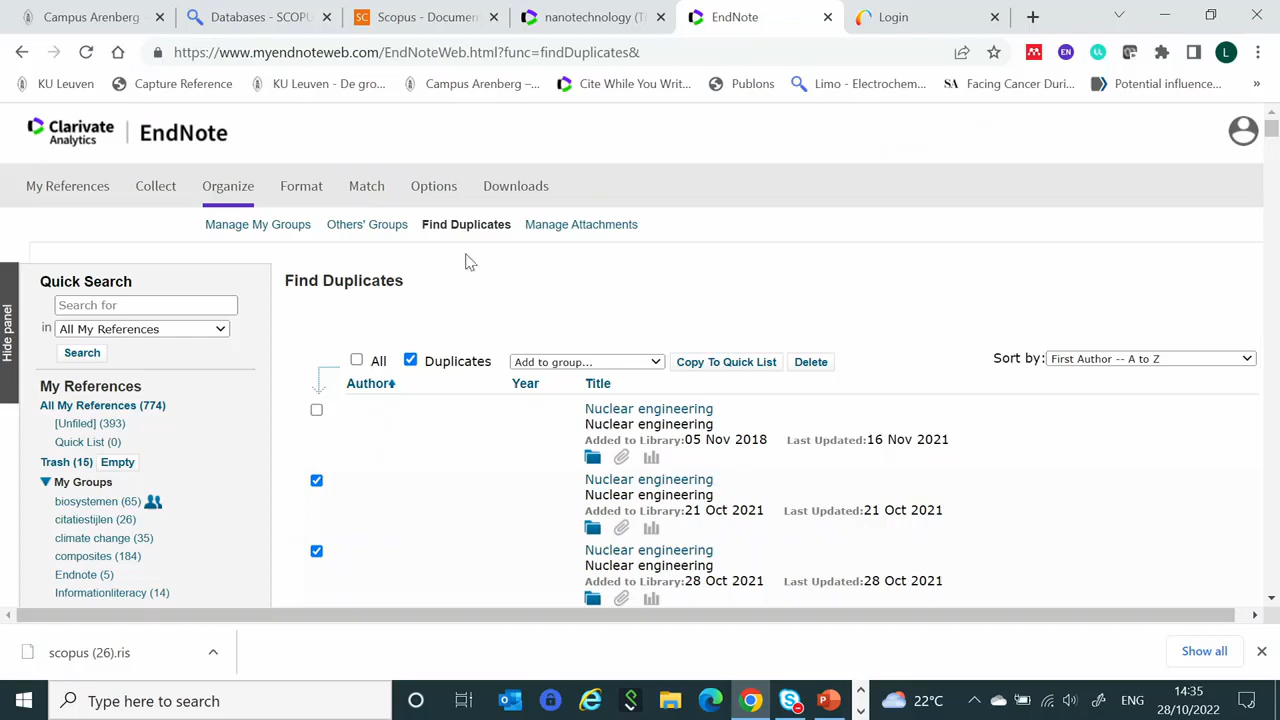 Campus Arenberg
Databases - SCOPU
SC Scopus - Documen
nanotechnology (T
EndNote
Login
https://www.myendnoteweb.com/EndNoteWeb.html?func=findDuplicates&
EN
L
KU Leuven
Capture Reference
KU Leuven - De gro...
Campus Arenberg –...
Cite While You Writ...
Publons
Limo - Electrochem...
SA Facing Cancer Duri...
Potential influence...
»
Clarivate
Analytics
EndNote
My References
Collect
Organize
Format
Match
Options
Downloads
Manage My Groups
Others' Groups
Find Duplicates
Manage Attachments
Hide panel
Quick Search
Search for
in All My References
Search
My References
All My References (774)
[Unfiled] (393)
Quick List (0)
Trash (15) Empty
My Groups
biosystemen (65)
citatiestijlen (26)
climate change (35)
composites (184)
Endnote (5)
Informationliteracy (14)
Find Duplicates
All Duplicates Add to group... Copy To Quick List Delete Sort by: First Author -- A to Z
Author Year Title
Nuclear engineering
Nuclear engineering
Added to Library:05 Nov 2018 Last Updated:16 Nov 2021
Nuclear engineering
Nuclear engineering
Added to Library:21 Oct 2021 Last Updated:21 Oct 2021
Nuclear engineering
Nuclear engineering
Added to Library:28 Oct 2021 Last Updated:28 Oct 2021
scopus (26).ris
Show all
Type here to search
22°C
ENG
14:35
28/10/2022